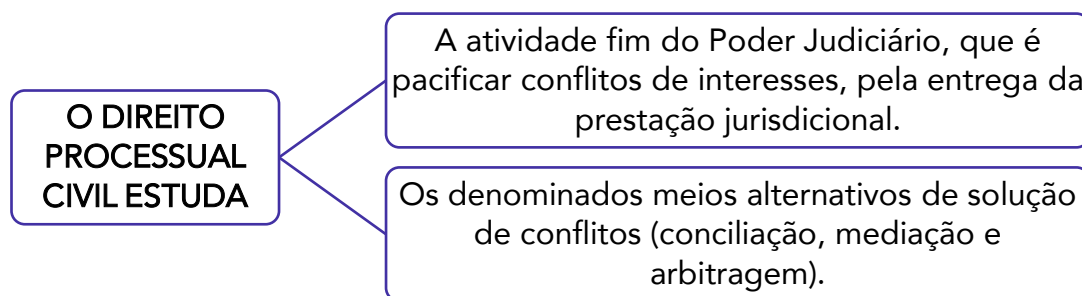 O DIREITO
PROCESSUAL
CIVIL ESTUDA
A atividade fim do Poder Judiciário, que é
pacificar conflitos de interesses, pela entrega da
prestação jurisdicional.
Os denominados meios alternativos de solução
de conflitos (conciliação, mediação e
arbitragem).